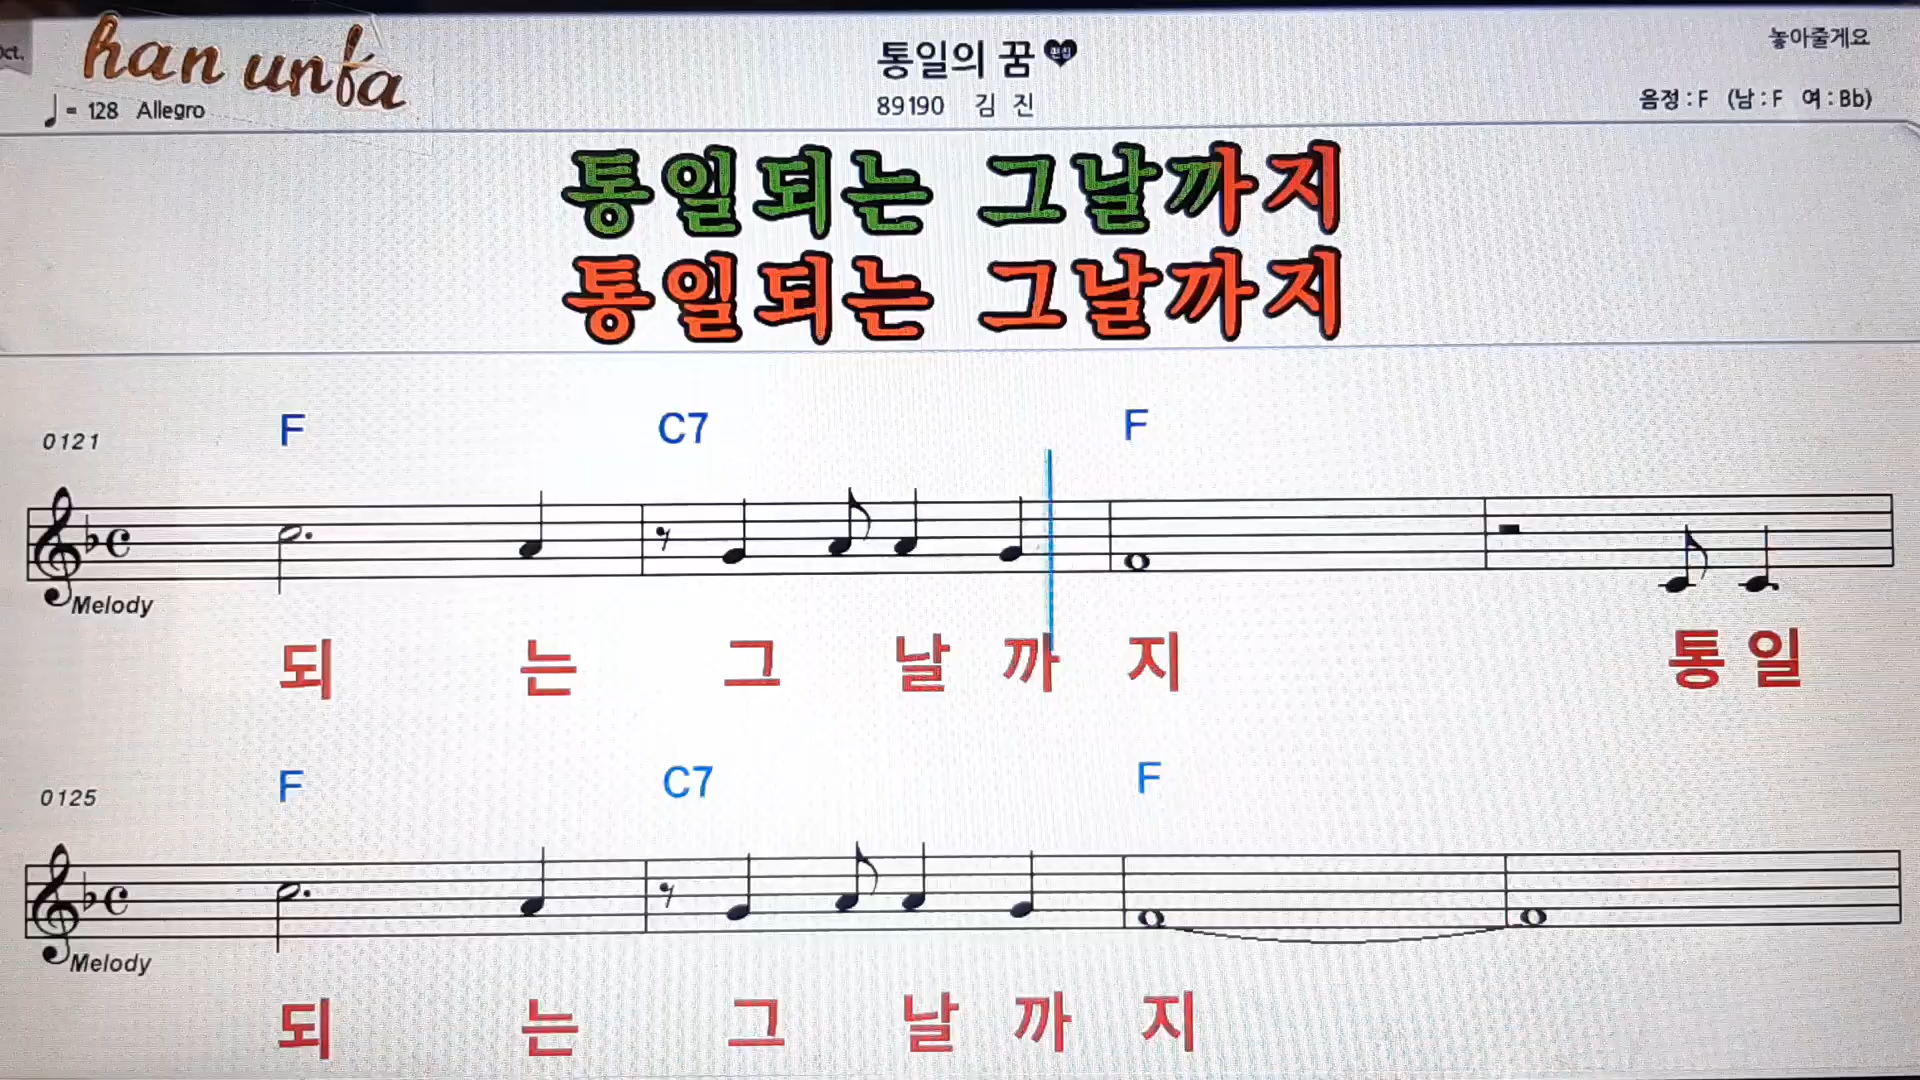 Oct.
han unfa
통일의 꿈 편집
놓아줄게요
= 128 Allegro
89190 김 진
음정 : F (남 : F 여 : Bb)
통일되는 그날까지
통일되는 그날까지
F C7 F
0121
Melody
되 는 그 날 까 지 통 일
F C7 F
0125
Melody
되 는 그 날 까 지